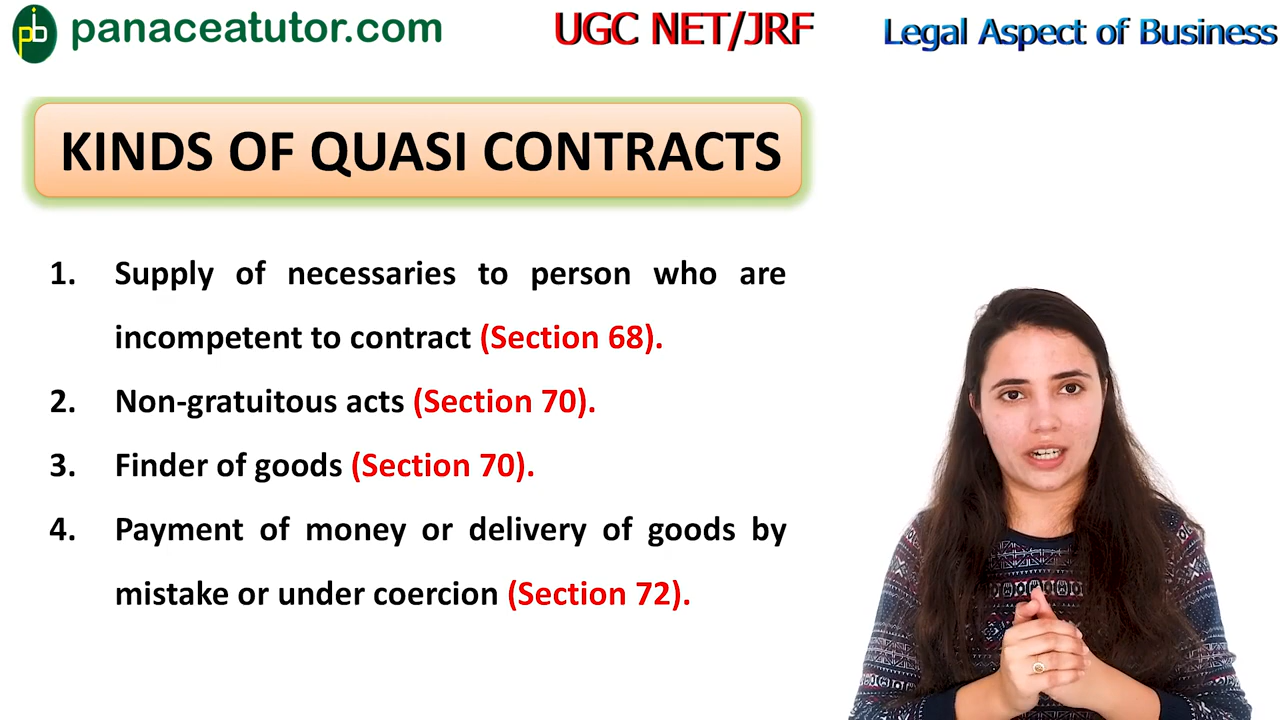 panaceatutor.com
UGC NET/JRF
Legal Aspect of Business
KINDS OF QUASI CONTRACTS
1. Supply of necessaries to person who are
incompetent to contract (Section 68).
2. Non-gratuitous acts (Section 70).
3. Finder of goods (Section 70).
4. Payment of money or delivery of goods by
mistake or under coercion (Section 72).